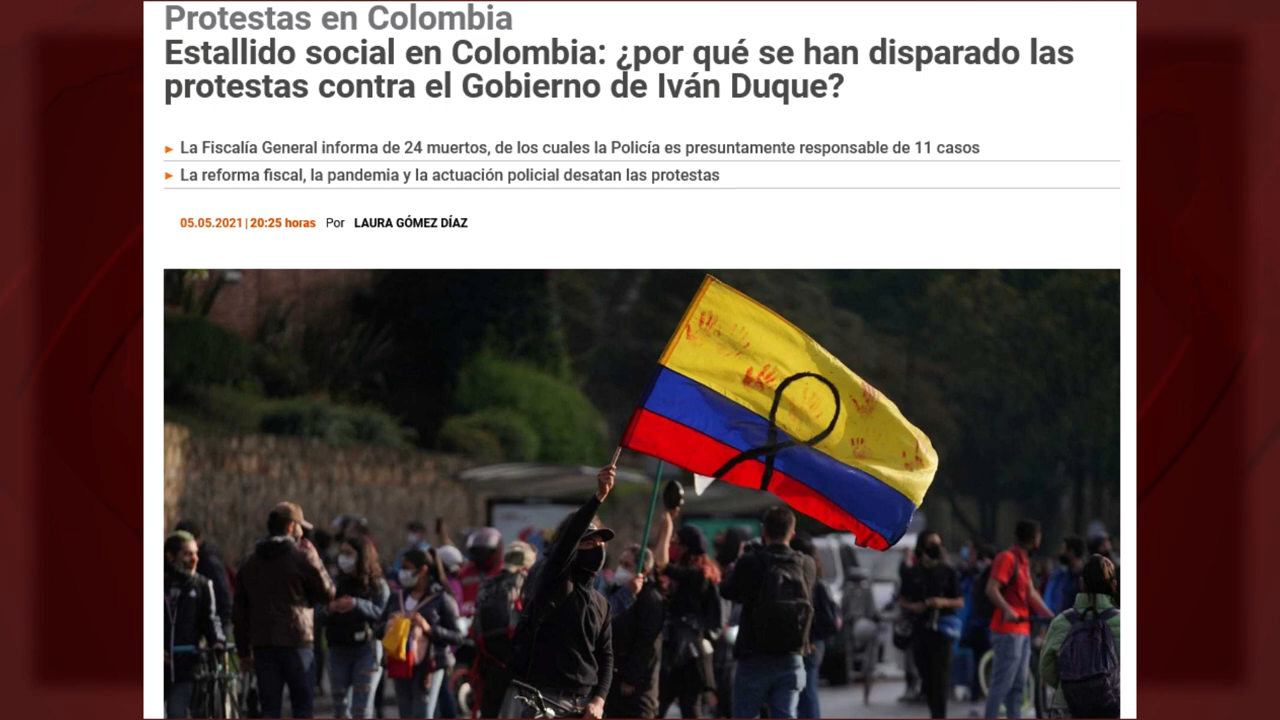 Protestas en Colombia
Estallido social en Colombia: ¿por qué se han disparado las
protestas contra el Gobierno de Iván Duque?
► La Fiscalía General informa de 24 muertos, de los cuales la Policía es presuntamente responsable de 11 casos
► La reforma fiscal, la pandemia y la actuación policial desatan las protestas
05.05.2021 | 20:25 horas Por LAURA GÓMEZ DÍAZ